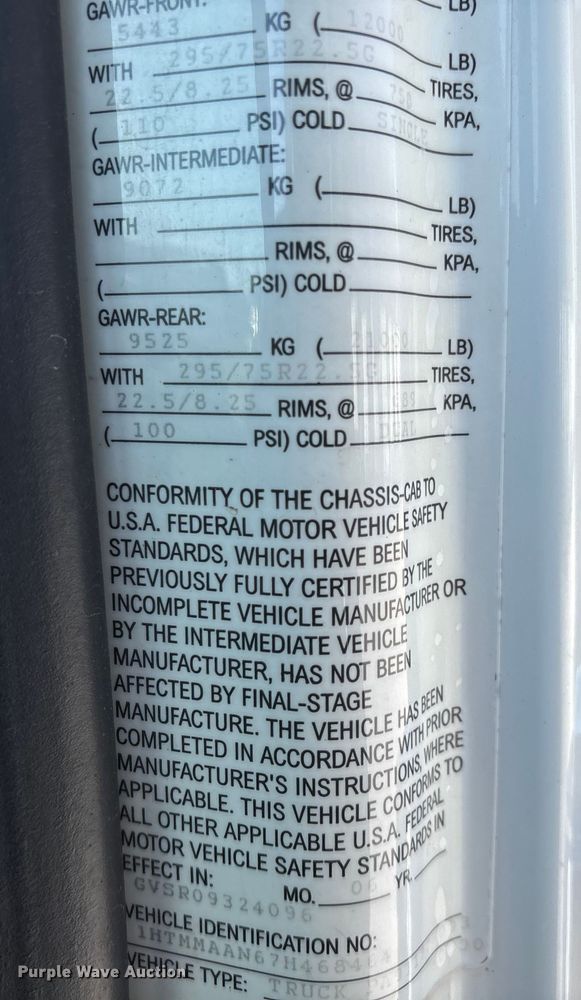 GAWR-FRONT: LB)
5443 KG ( 12000
WITH 295/75R22.5G LB)
22.5/8.25 RIMS, @ 758 TIRES,
( 110 PSI) COLD SINGLE KPA,
GAWR-INTERMEDIATE:
9072 KG ( LB)
WITH TIRES,
RIMS, @ KPA,
( PSI) COLD
GAWR-REAR:
9525 KG ( 21000 LB)
WITH 295/75R22.5G TIRES,
22.5/8.25 RIMS, @ 689 KPA,
( 100 PSI) COLD DUAL
CONFORMITY OF THE CHASSIS-CAB TO
U.S.A. FEDERAL MOTOR VEHICLE SAFETY
STANDARDS, WHICH HAVE BEEN
PREVIOUSLY FULLY CERTIFIED BY THE
INCOMPLETE VEHICLE MANUFACTURER OR
BY THE INTERMEDIATE VEHICLE
MANUFACTURER, HAS NOT BEEN
AFFECTED BY FINAL-STAGE
MANUFACTURE. THE VEHICLE HAS BEEN
COMPLETED IN ACCORDANCE WITH PRIOR
MANUFACTURER'S INSTRUCTIONS, WHERE
APPLICABLE. THIS VEHICLE CONFORMS TO
ALL OTHER APPLICABLE U.S.A. FEDERAL
MOTOR VEHICLE SAFETY STANDARDS IN
EFFECT IN: MO. 06 YR.
GVSR09324096
VEHICLE IDENTIFICATION NO:
VEHICLE TYPE: TRUCK
Purple Wave Auction